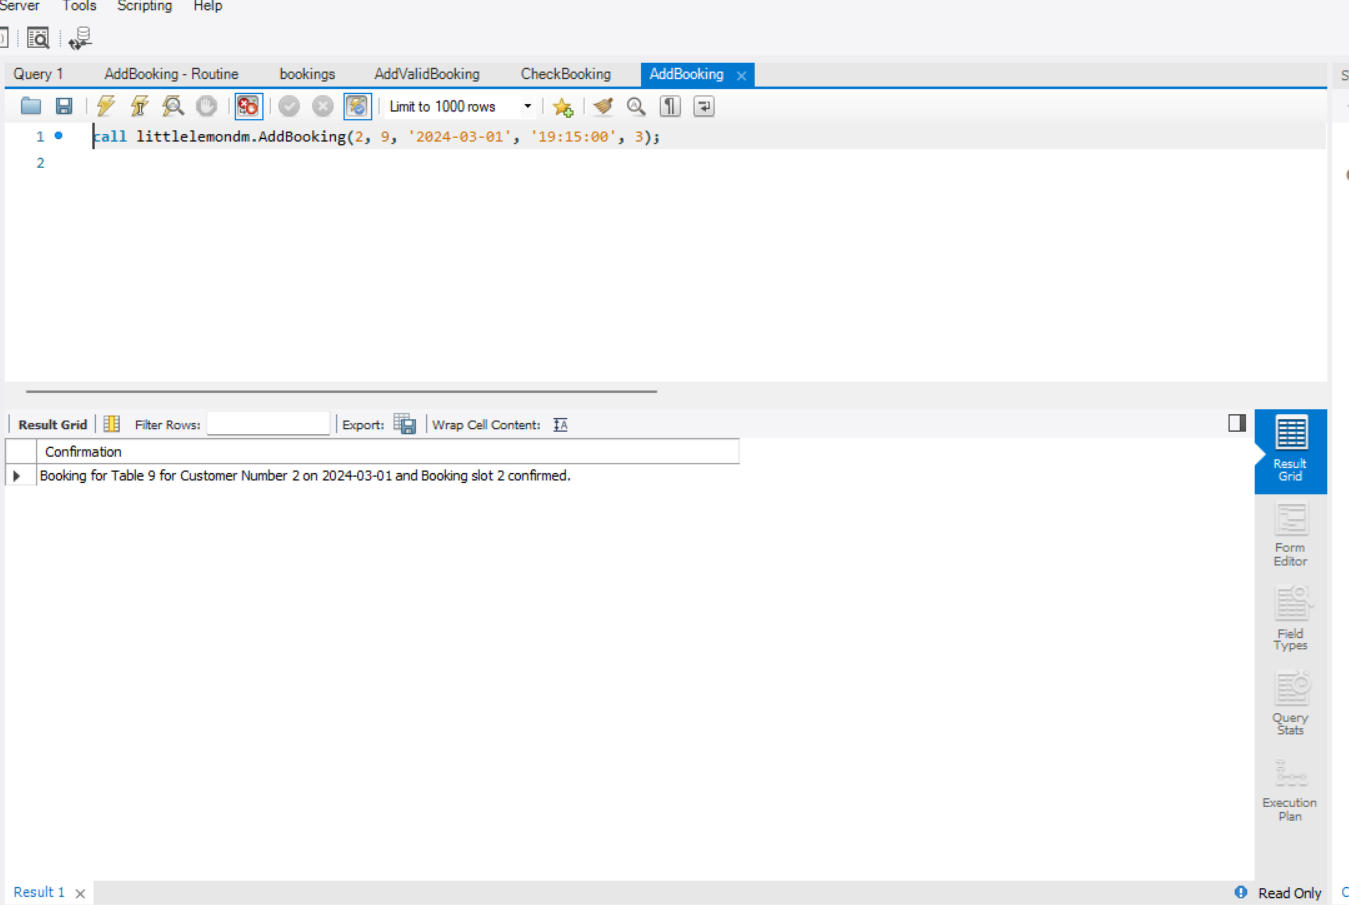 Server Tools Scripting Help
Query 1 AddBooking - Routine bookings AddValidBooking CheckBooking AddBooking
Limit to 1000 rows
1 call littlelemondm.AddBooking(2, 9, '2024-03-01', '19:15:00', 3);
2
Result Grid Filter Rows: Export: Wrap Cell Content:
Confirmation
Booking for Table 9 for Customer Number 2 on 2024-03-01 and Booking slot 2 confirmed.
Result
Grid
Form
Editor
Field
Types
Query
Stats
Execution
Plan
Result 1 Read Only